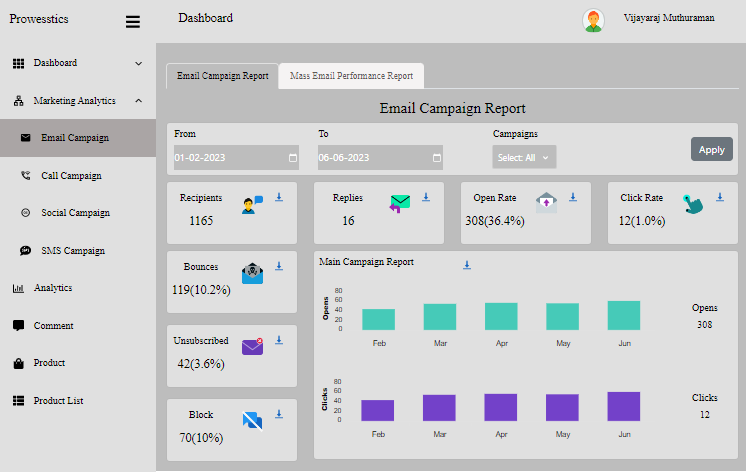 Prowesstics
Dashboard
Vijayaraj Muthuraman
Dashboard
Marketing Analytics
Email Campaign
Call Campaign
Social Campaign
SMS Campaign
Analytics
Comment
Product
Product List
Email Campaign Report
Mass Email Performance Report
Email Campaign Report
From
To
Campaigns
01-02-2023
06-06-2023
Select: All
Apply
Recipients
1165
Replies
16
Open Rate
308(36.4%)
Click Rate
12(1.0%)
Bounces
119(10.2%)
Unsubscribed
42(3.6%)
Block
70(10%)
Main Campaign Report
Opens
80
60
40
20
0
Feb
Mar
Apr
May
Jun
Opens
308
Clicks
80
60
40
20
0
Feb
Mar
Apr
May
Jun
Clicks
12